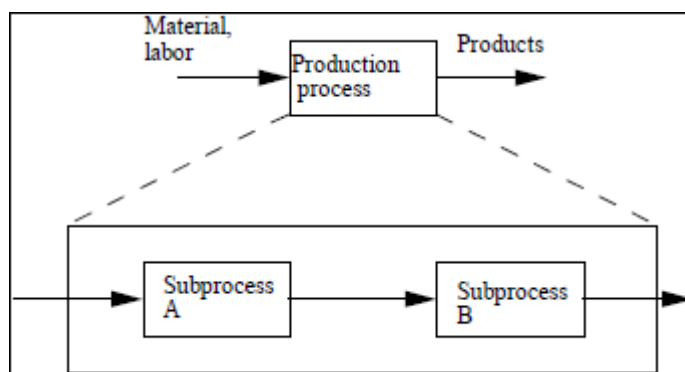 Material,
labor
Production
process
Products
Subprocess
A
Subprocess
B